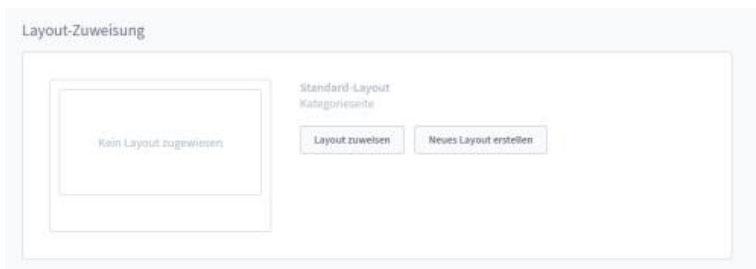 Layout-Zuweisung
Kein Layout zugewiesen
Standard-Layout
Kategorieseite
Layout zuweisen
Neues Layout erstellen